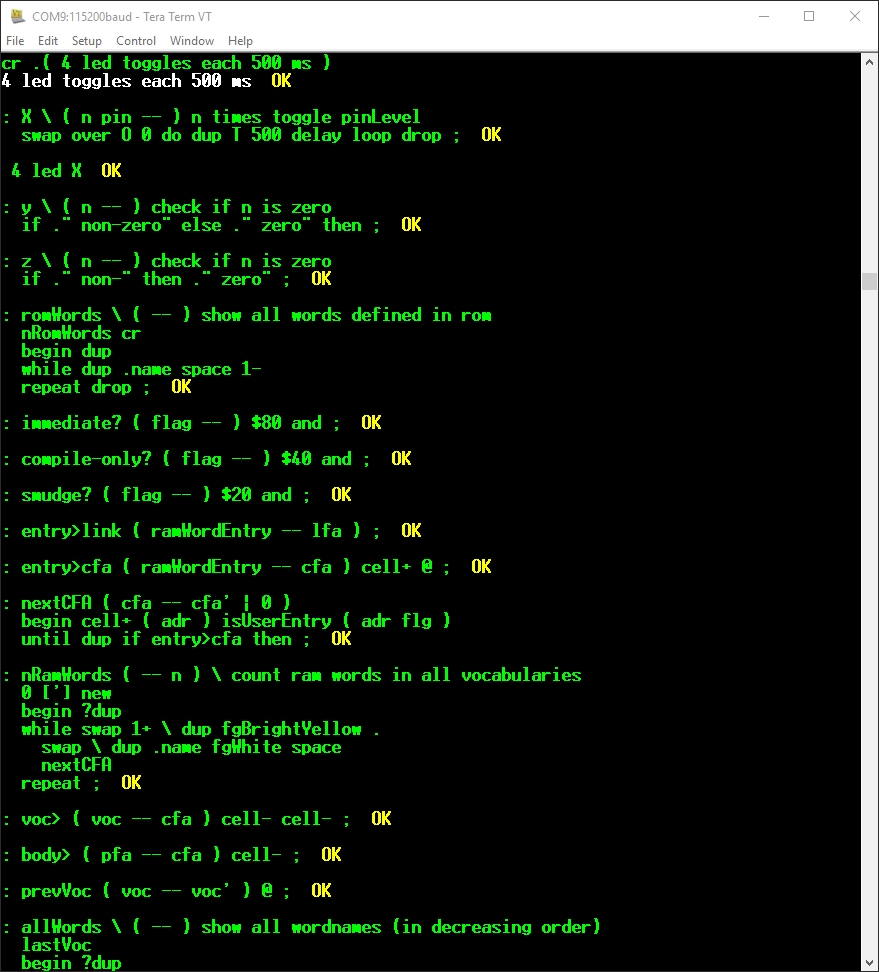 COM9:115200baud - Tera Term VT
File Edit Setup Control Window Help
cr .( 4 led toggles each 500 ms )
4 led toggles each 500 ms  OK
: X \ ( n pin -- ) n times toggle pinLevel
  swap over O 0 do dup T 500 delay loop drop ;  OK
 4 led X  OK
: y \ ( n -- ) check if n is zero
  if ." non-zero" else ." zero" then ;  OK
: z \ ( n -- ) check if n is zero
  if ." non-" then ." zero" ;  OK
: romWords \ ( -- ) show all words defined in rom
  nRomWords cr
  begin dup
  while dup .name space 1-
  repeat drop ;  OK
: immediate? ( flag -- ) $80 and ;  OK
: compile-only? ( flag -- ) $40 and ;  OK
: smudge? ( flag -- ) $20 and ;  OK
: entry>link ( ramWordEntry -- lfa ) ;  OK
: entry>cfa ( ramWordEntry -- cfa ) cell+ @ ;  OK
: nextCFA ( cfa -- cfa' | 0 )
  begin cell+ ( adr ) isUserEntry ( adr flg )
  until dup if entry>cfa then ;  OK
: nRamWords ( -- n ) \ count ram words in all vocabularies
  0 ['] new
  begin ?dup
  while swap 1+ \ dup fgBrightYellow .
    swap \ dup .name fgWhite space
    nextCFA
  repeat ;  OK
: voc> ( voc -- cfa ) cell- cell- ;  OK
: body> ( pfa -- cfa ) cell- ;  OK
: prevVoc ( voc -- voc' ) @ ;  OK
: allWords \ ( -- ) show all wordnames (in decreasing order)
  lastVoc
  begin ?dup